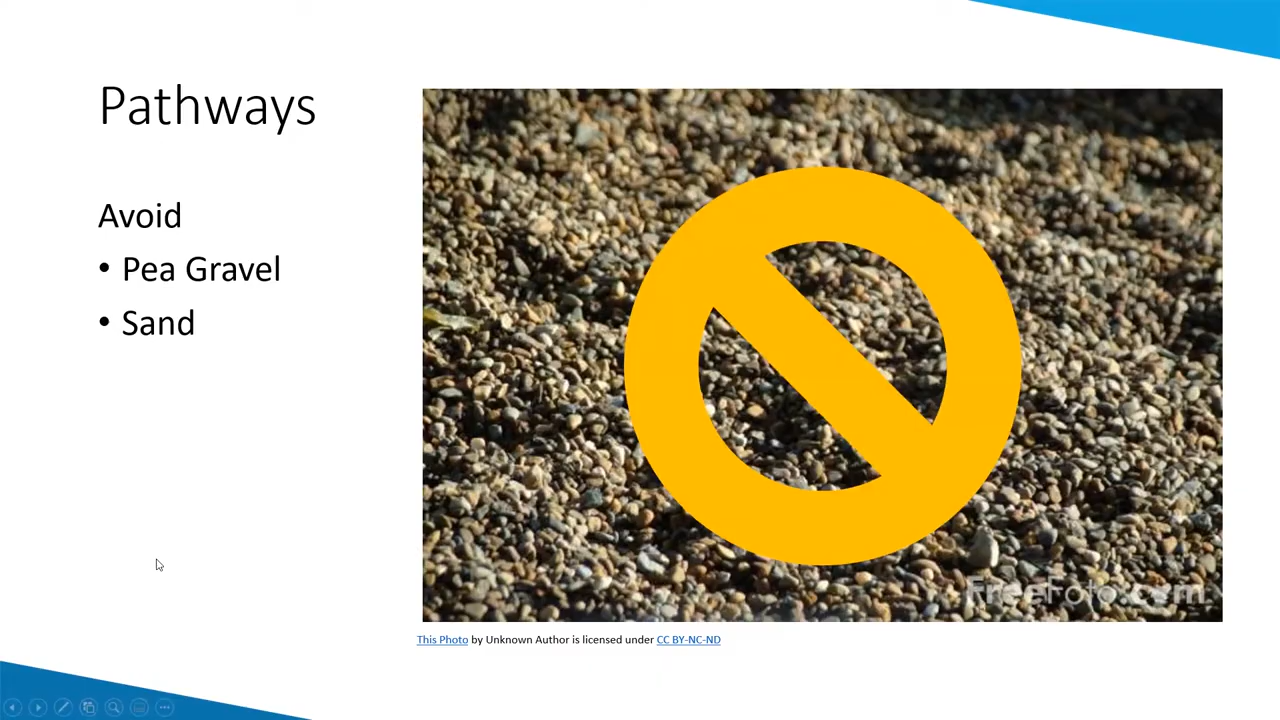 Pathways
Avoid
• Pea Gravel
• Sand
FreeFoto.com
This Photo by Unknown Author is licensed under CC BY-NC-ND